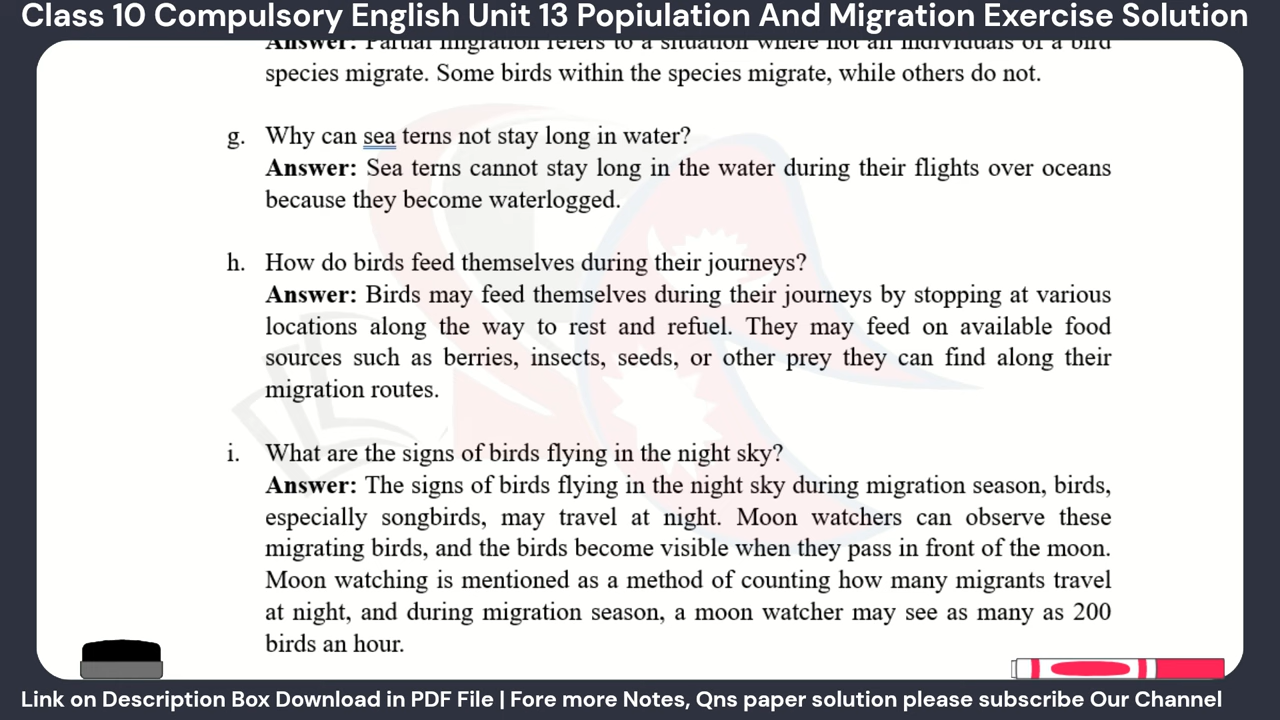 Class 10 Compulsory English Unit 13 Popiulation And Migration Exercise Solution
Answer: Partial migration refers to a situation where not all individuals of a bird
species migrate. Some birds within the species migrate, while others do not.
g. Why can sea terns not stay long in water?
Answer: Sea terns cannot stay long in the water during their flights over oceans
because they become waterlogged.
h. How do birds feed themselves during their journeys?
Answer: Birds may feed themselves during their journeys by stopping at various
locations along the way to rest and refuel. They may feed on available food
sources such as berries, insects, seeds, or other prey they can find along their
migration routes.
i. What are the signs of birds flying in the night sky?
Answer: The signs of birds flying in the night sky during migration season, birds,
especially songbirds, may travel at night. Moon watchers can observe these
migrating birds, and the birds become visible when they pass in front of the moon.
Moon watching is mentioned as a method of counting how many migrants travel
at night, and during migration season, a moon watcher may see as many as 200
birds an hour.
Link on Description Box Download in PDF File | Fore more Notes, Qns paper solution please subscribe Our Channel